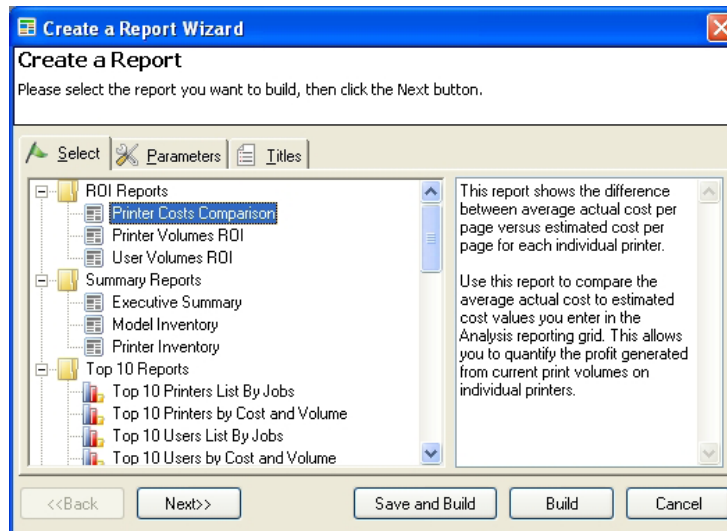 Create a Report Wizard
Create a Report
Please select the report you want to build, then click the Next button.
Select
Parameters
Titles
ROI Reports
Printer Costs Comparison
Printer Volumes ROI
User Volumes ROI
Summary Reports
Executive Summary
Model Inventory
Printer Inventory
Top 10 Reports
Top 10 Printers List By Jobs
Top 10 Printers by Cost and Volume
Top 10 Users List By Jobs
Top 10 Users by Cost and Volume
This report shows the difference
between average actual cost per
page versus estimated cost per
page for each individual printer.
Use this report to compare the
average actual cost to estimated
cost values you enter in the
Analysis reporting grid. This allows
you to quantify the profit generated
from current print volumes on
individual printers.
<<Back
Next>>
Save and Build
Build
Cancel